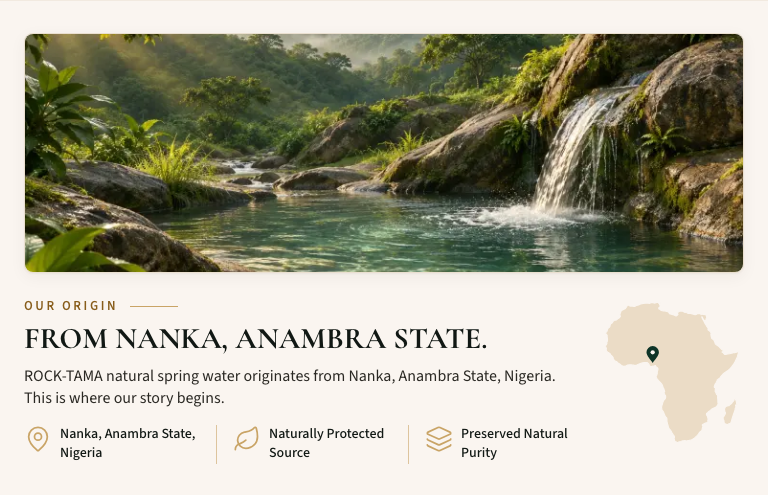 OUR ORIGIN
FROM NANKA, ANAMBRA STATE.
ROCK-TAMA natural spring water originates from Nanka, Anambra State, Nigeria.
This is where our story begins.
Nanka, Anambra State,
Nigeria
Naturally Protected
Source
Preserved Natural
Purity